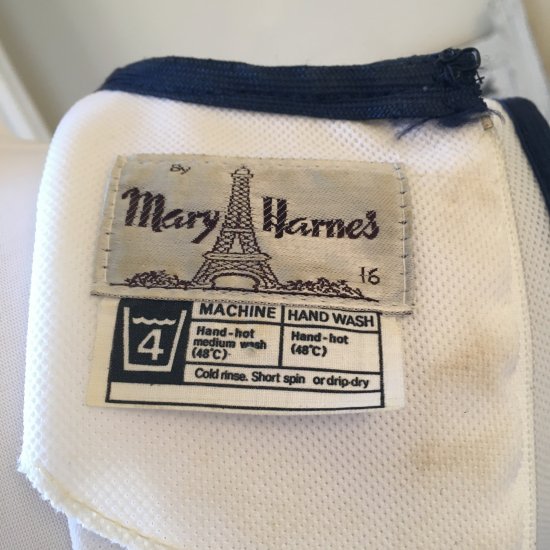 By
Mary Harnes
16
4
MACHINE
Hand-hot
medium wash
(48°C)
HAND WASH
Hand-hot
(48°C)
Cold rinse. Short spin or drip-dry